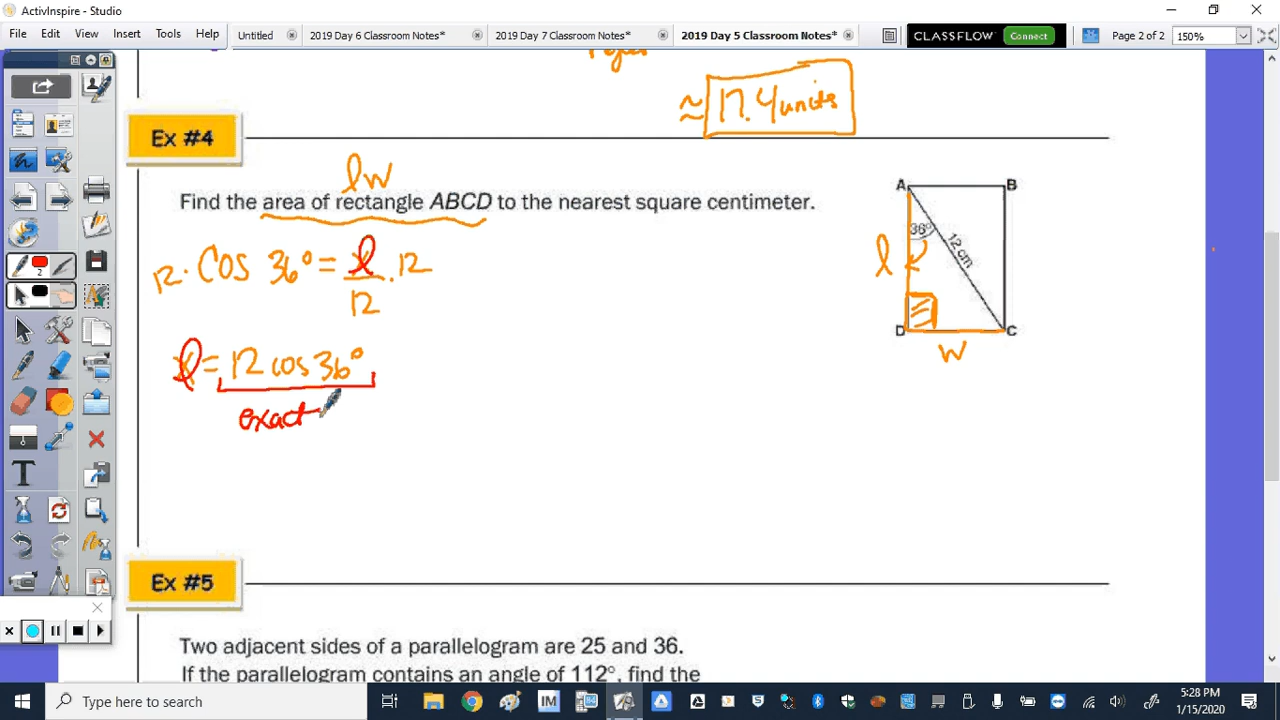 ActivInspire - Studio
File Edit View Insert Tools Help
Untitled
2019 Day 6 Classroom Notes*
2019 Day 7 Classroom Notes*
2019 Day 5 Classroom Notes*
CLASSFLOW Connect
Page 2 of 2
150%
≈ 17.4 units
Ex #4
lw
Find the area of rectangle ABCD to the nearest square centimeter.
12 · Cos 36° = l/12 · 12
l = 12 cos 36°
exact
A B
36°
12 cm
l
D C
w
2
Ex #5
Two adjacent sides of a parallelogram are 25 and 36.
If the parallelogram contains an angle of 112°, find the
Type here to search
IM
5:28 PM
1/15/2020